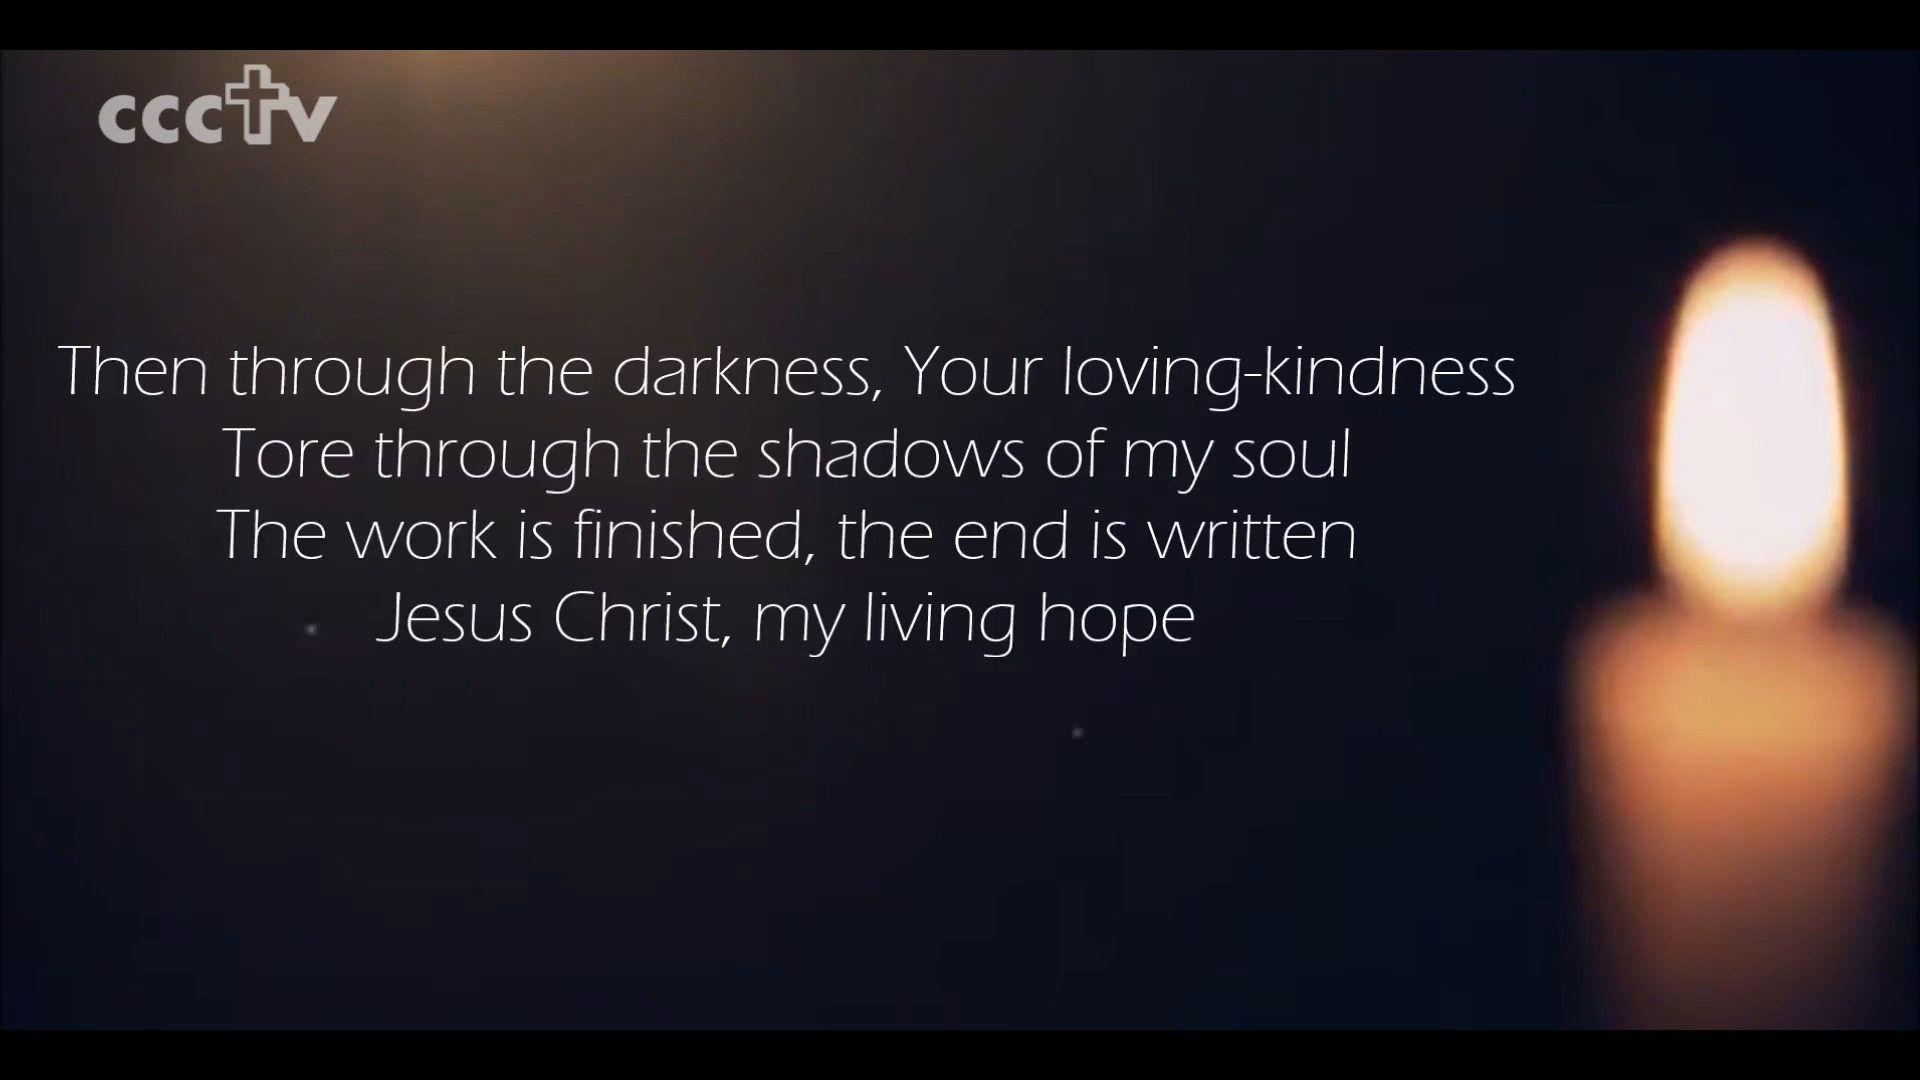 ccctv
Then through the darkness, Your loving-kindness
Tore through the shadows of my soul
The work is finished, the end is written
Jesus Christ, my living hope